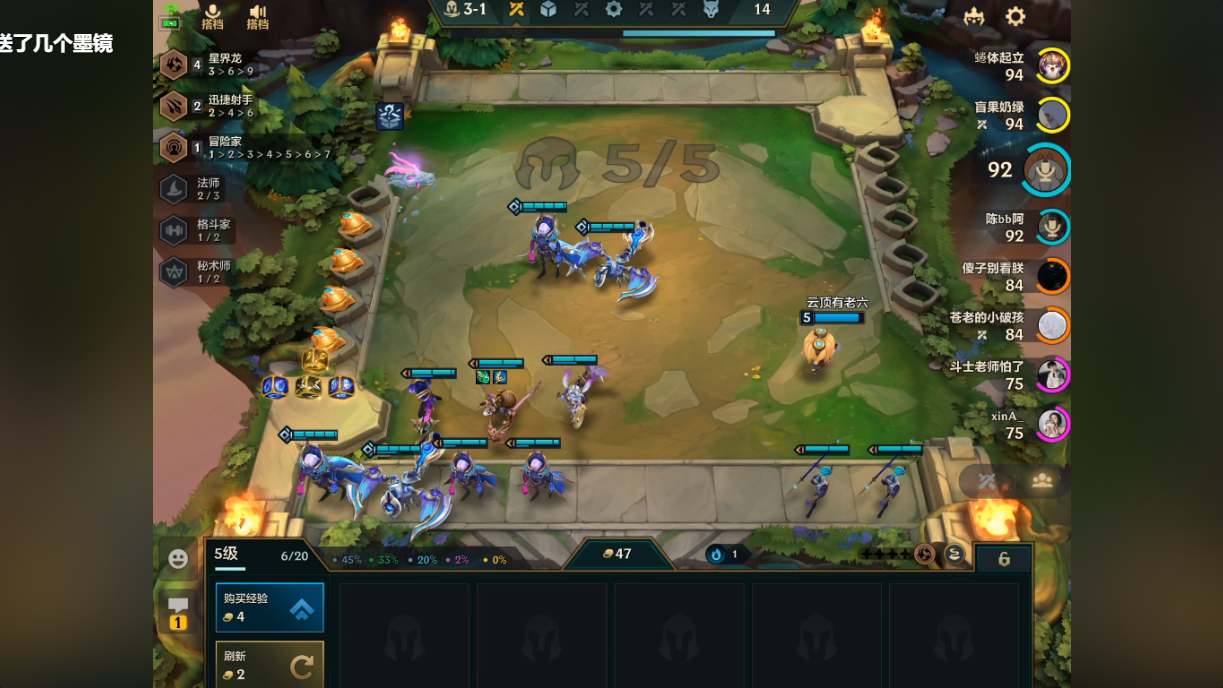 送了几个墨镜
搭档
搭档
3-1
14
4
星界龙
3 > 6 > 9
2
迅捷射手
2 > 4 > 6
1
冒险家
1 > 2 > 3 > 4 > 5 > 6 > 7
法师
2 / 3
格斗家
1 / 2
秘术师
1 / 2
5/5
蜷体起立
94
盲果奶绿
94
92
陈bb阿
92
傻子别看朕
84
苍老的小破孩
84
斗士老师怕了
75
xinA_
75
云顶有老六
5
5级
6/20
45%
33%
20%
2%
0%
47
1
购买经验
4
1
刷新
2